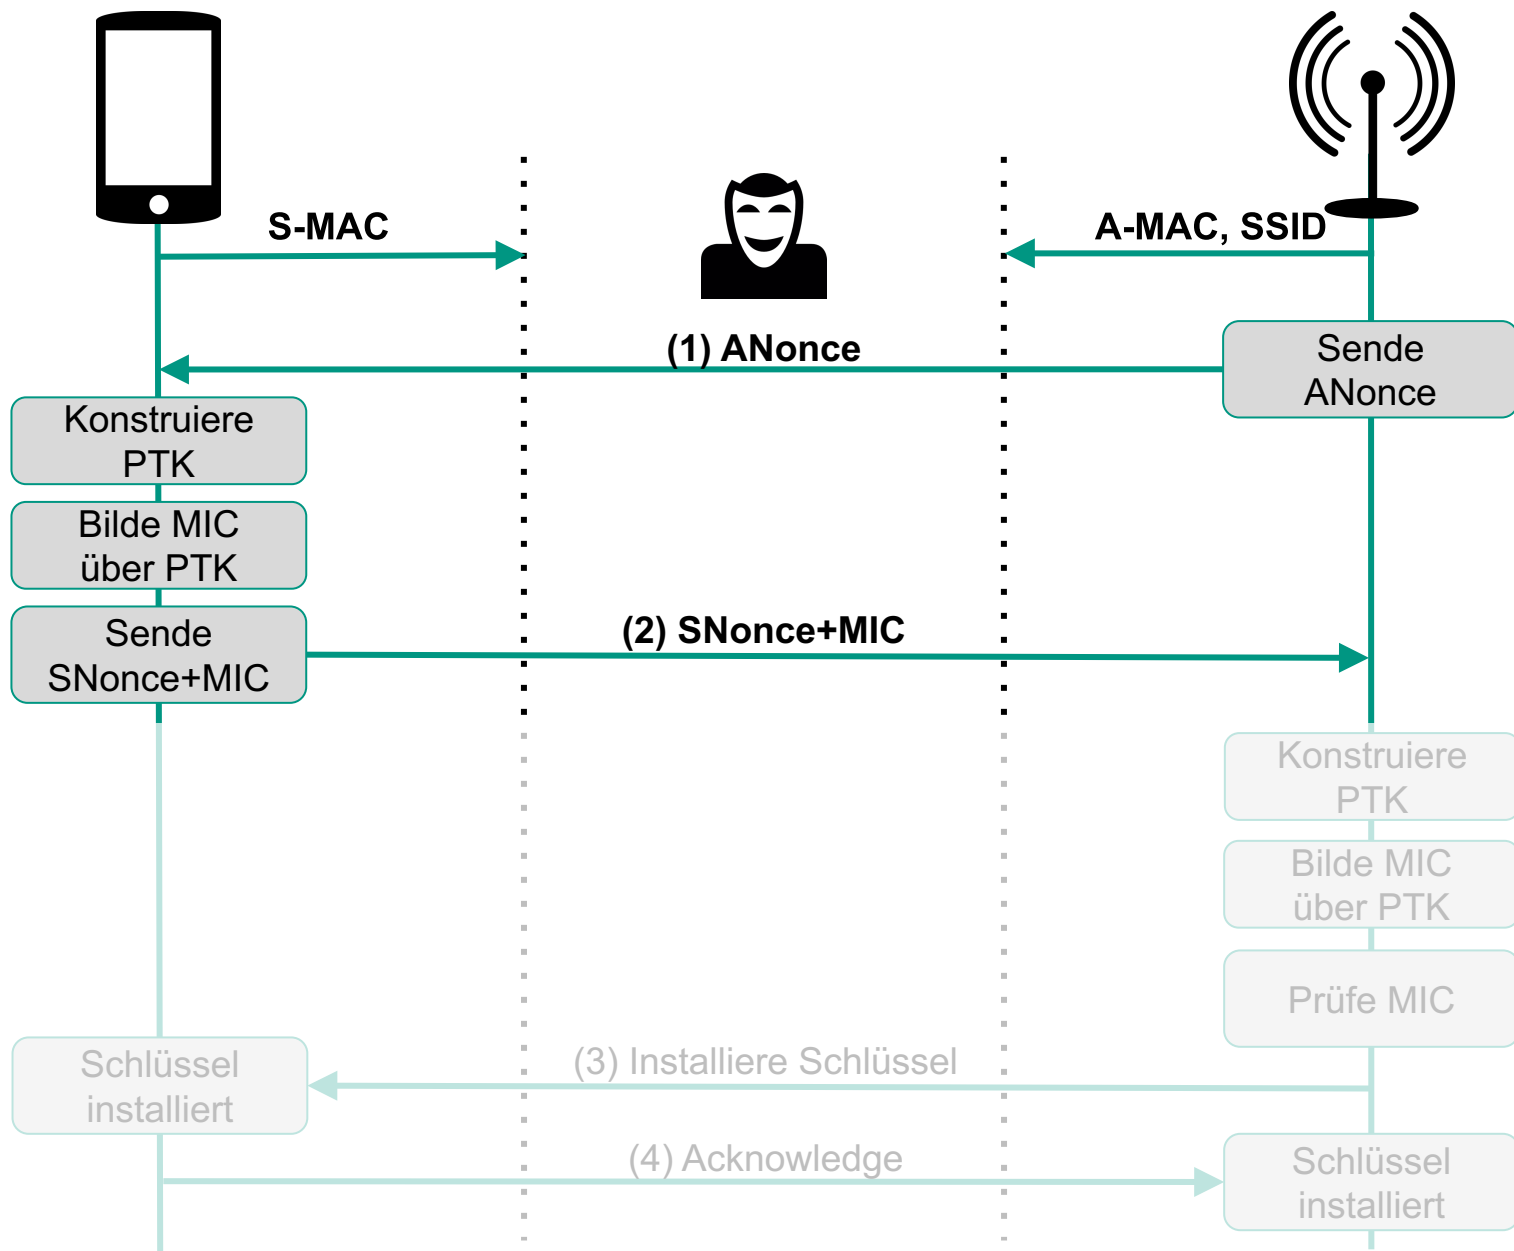 S-MAC
A-MAC, SSID
(1) ANonce
Sende
ANonce
Konstruiere
PTK
Bilde MIC
über PTK
Sende
SNonce+MIC
(2) SNonce+MIC
Konstruiere
PTK
Bilde MIC
über PTK
Prüfe MIC
(3) Installiere Schlüssel
Schlüssel
installiert
(4) Acknowledge
Schlüssel
installiert